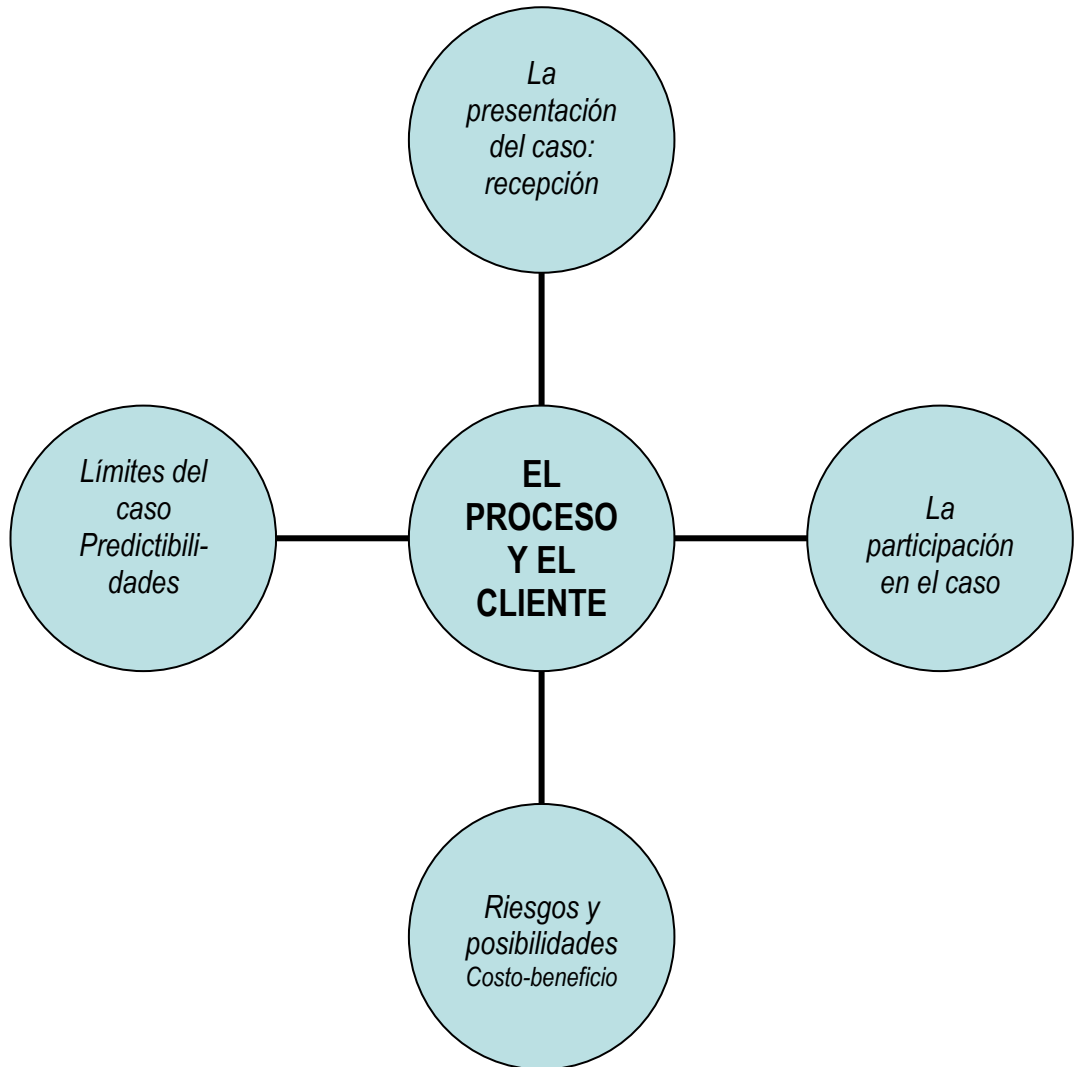 La
presentación
del caso:
recepción
Límites del
caso
Predictibili-
dades
EL
PROCESO
Y EL
CLIENTE
La
participación
en el caso
Riesgos y
posibilidades
Costo-beneficio